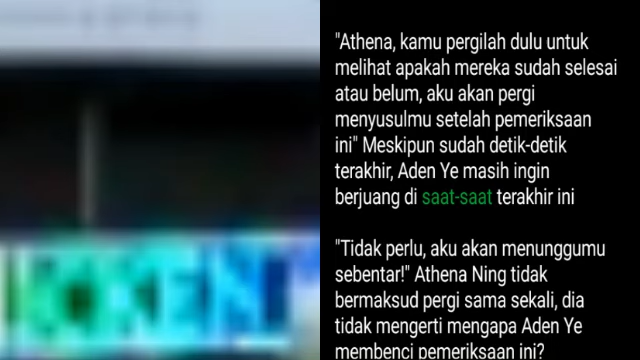 "Athena, kamu pergilah dulu untuk
melihat apakah mereka sudah selesai
atau belum, aku akan pergi
menyusulmu setelah pemeriksaan
ini" Meskipun sudah detik-detik
terakhir, Aden Ye masih ingin
berjuang di saat-saat terakhir ini
"Tidak perlu, aku akan menunggumu
sebentar!" Athena Ning tidak
bermaksud pergi sama sekali, dia
tidak mengerti mengapa Aden Ye
membenci pemeriksaan ini?